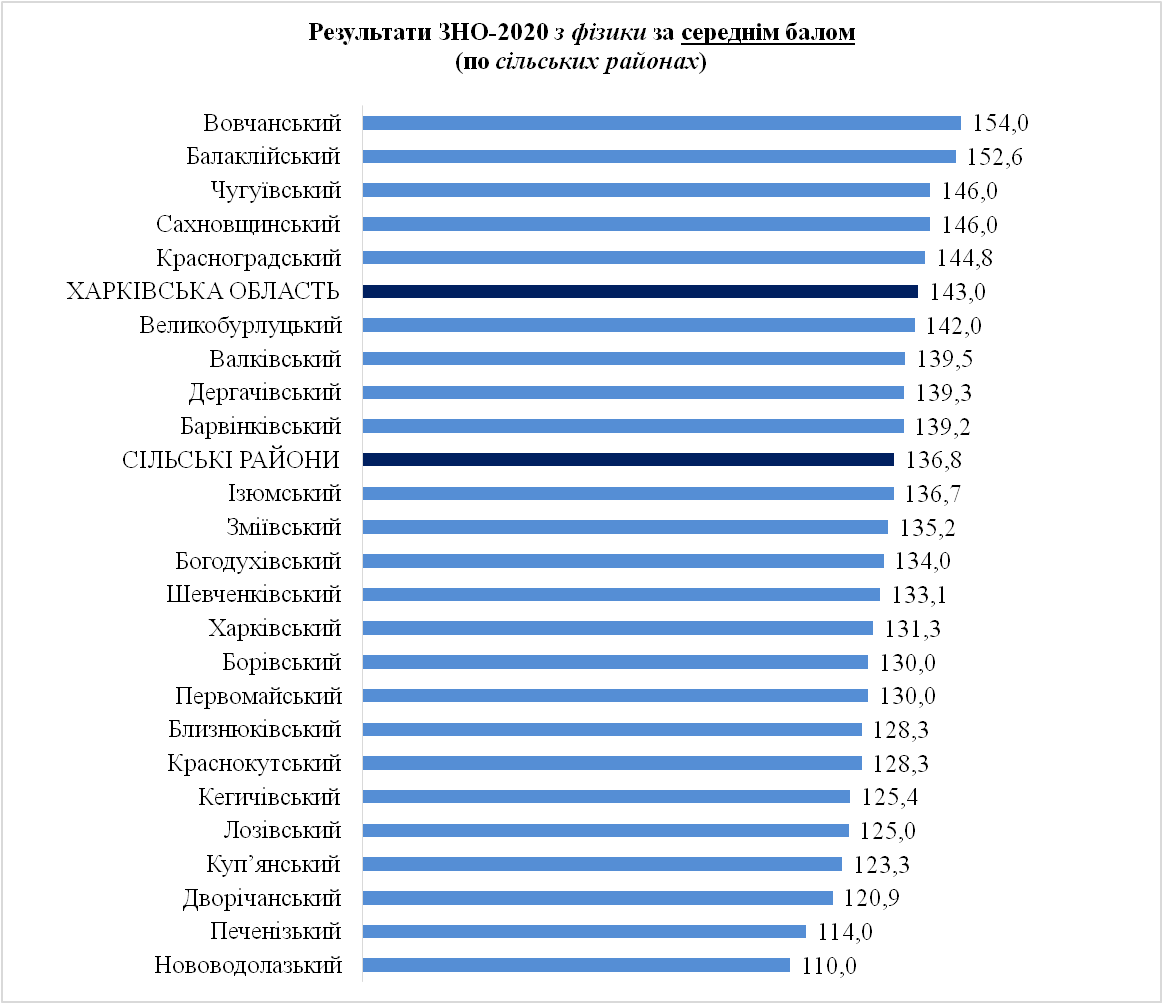 Результати ЗНО-2020 з фізики за середнім балом
(по сільських районах)
Вовчанський 154,0
Балаклійський 152,6
Чугуївський 146,0
Сахновщинський 146,0
Красноградський 144,8
ХАРКІВСЬКА ОБЛАСТЬ 143,0
Великобурлуцький 142,0
Валківський 139,5
Дергачівський 139,3
Барвінківський 139,2
СІЛЬСЬКІ РАЙОНИ 136,8
Ізюмський 136,7
Зміївський 135,2
Богодухівський 134,0
Шевченківський 133,1
Харківський 131,3
Борівський 130,0
Первомайський 130,0
Близнюківський 128,3
Краснокутський 128,3
Кегичівський 125,4
Лозівський 125,0
Куп’янський 123,3
Дворічанський 120,9
Печенізький 114,0
Нововодолазький 110,0